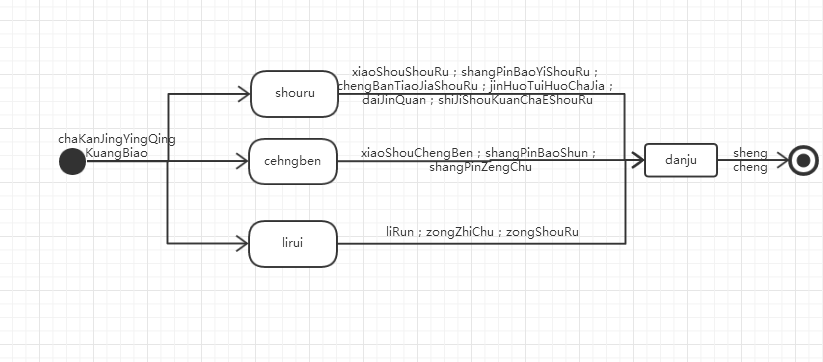 chaKanJingYingQing
KuangBiao
shouru
xiaoShouShouRu；shangPinBaoYiShouRu；
chengBanTiaoJiaShouRu；jinHuoTuiHuoChaJia；
daiJinQuan；shiJiShouKuanChaEShouRu
cehngben
xiaoShouChengBen；shangPinBaoShun；
shangPinZengChu
lirui
liRun；zongZhiChu；zongShouRu
danju
sheng
cheng